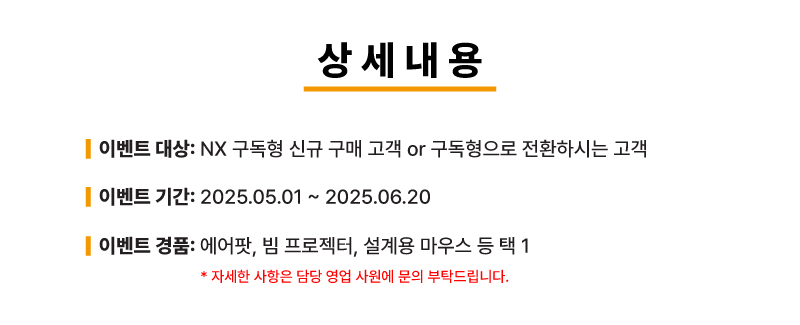 상세내용
이벤트 대상: NX 구독형 신규 구매 고객 or 구독형으로 전환하시는 고객
이벤트 기간: 2025.05.01 ~ 2025.06.20
이벤트 경품: 에어팟, 빔 프로젝터, 설계용 마우스 등 택 1
* 자세한 사항은 담당 영업 사원에 문의 부탁드립니다.